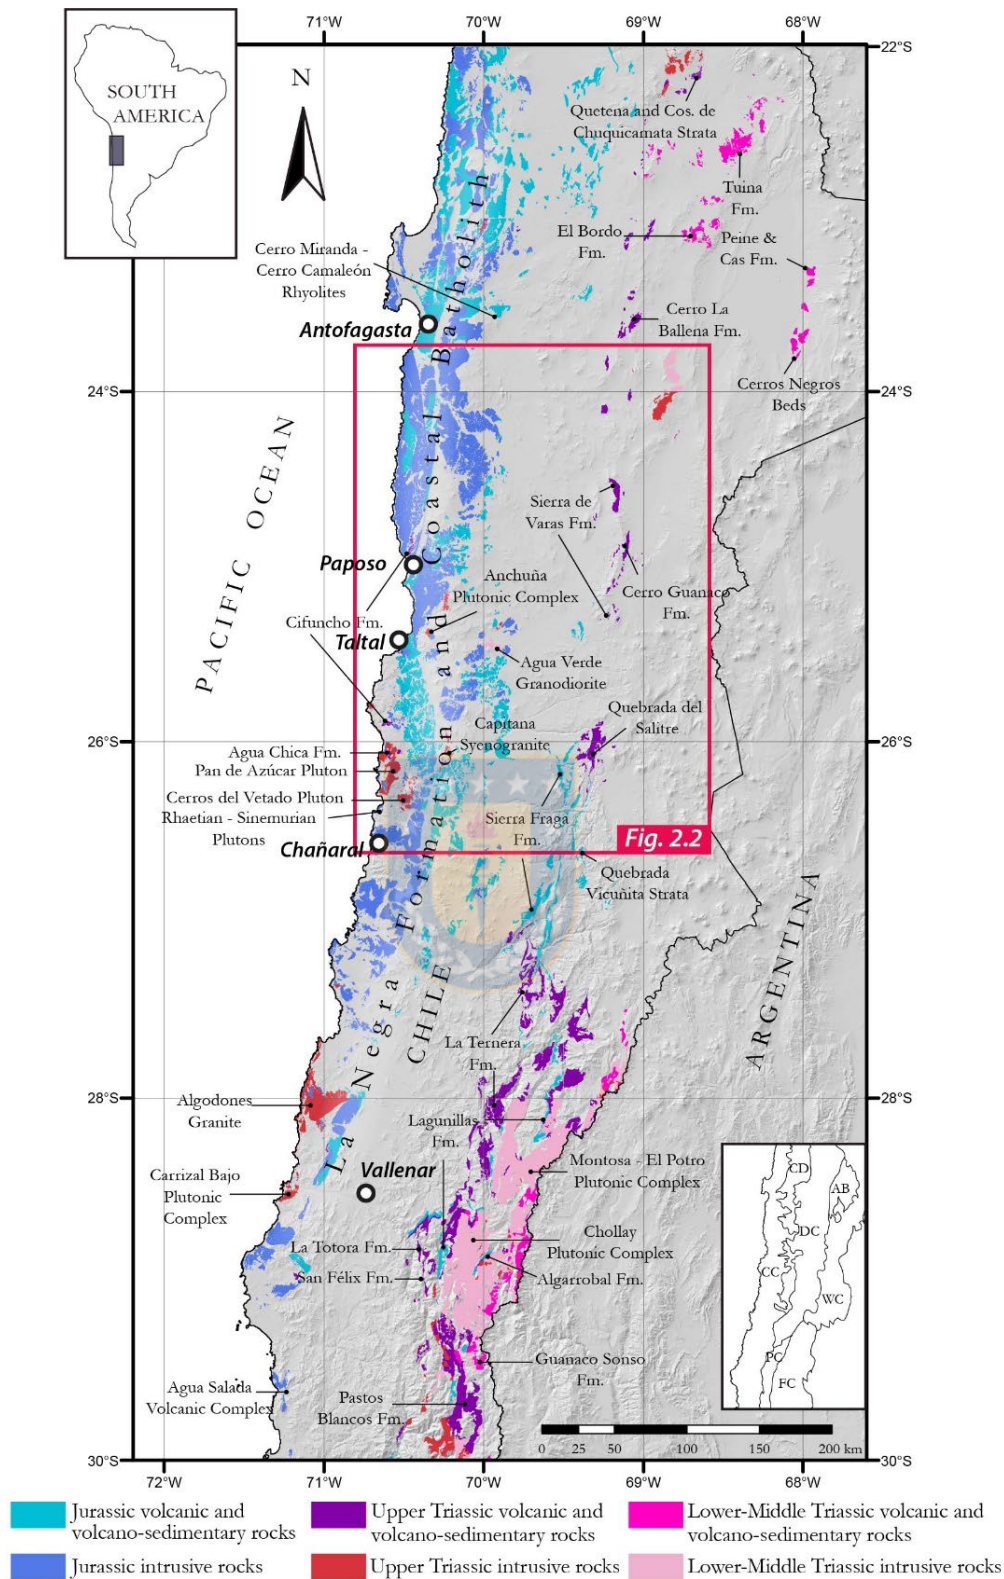 71°W
70°W
69°W
68°W
SOUTH
AMERICA
N
22°S
Quetena and Cos. de
Chuquicamata Strata
Tuina
Fm.
El Bordo
Fm.
Peine &
Cas Fm.
Cerro Miranda -
Cerro Camaleón
Rhyolites
Cerro La
Ballena Fm.
Antofagasta
Cerros Negros
Beds
24°S
24°S
PACIFIC OCEAN
La Negra Formation and Coastal Batholith
Sierra de
Varas Fm.
Paposo
Anchuña
Plutonic Complex
Cerro Guanaco
Fm.
Cifuncho Fm.
Taltal
Agua Verde
Granodiorite
Quebrada del
Salitre
Capitana
Syenogranite
26°S
26°S
Agua Chica Fm.
Pan de Azúcar Pluton
Cerros del Vetado Pluton
Rhaetian - Sinemurian
Plutons
Sierra Fraga
Fm.
Fig. 2.2
Chañaral
Quebrada
Vicuñita Strata
CHILE
ARGENTINA
La Ternera
Fm.
28°S
28°S
Algodones
Granite
Lagunillas
Fm.
Montosa - El Potro
Plutonic Complex
Carrizal Bajo
Plutonic
Complex
Vallenar
Chollay
Plutonic Complex
La Totora Fm.
San Félix Fm.
Algarrobal Fm.
CD
AB
DC
CC
WC
PC
FC
Guanaco Sonso
Fm.
Agua Salada
Volcanic Complex
Pastos
Blancos Fm.
0 25 50 100 150 200 km
30°S
30°S
72°W
71°W
70°W
69°W
68°W
Jurassic volcanic and
volcano-sedimentary rocks
Upper Triassic volcanic and
volcano-sedimentary rocks
Lower-Middle Triassic volcanic and
volcano-sedimentary rocks
Jurassic intrusive rocks
Upper Triassic intrusive rocks
Lower-Middle Triassic intrusive rocks